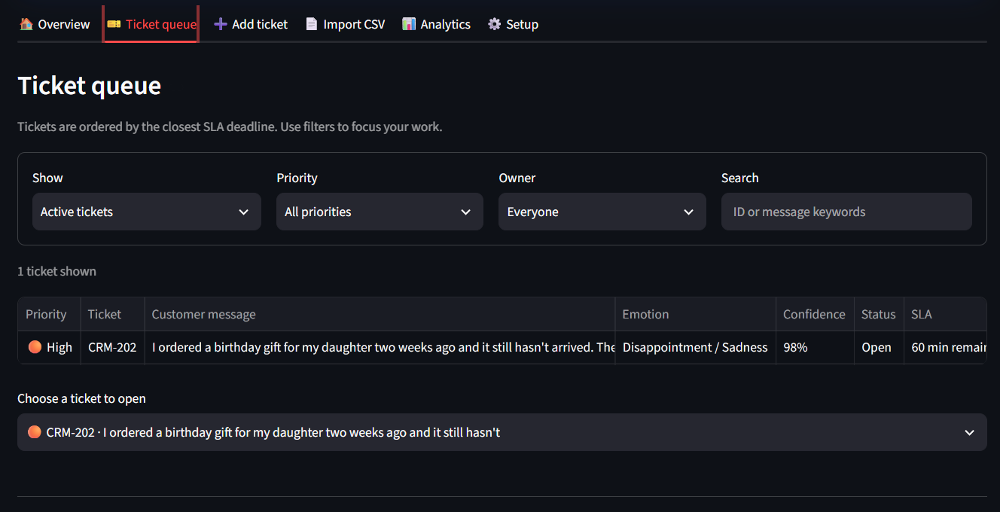 Overview Ticket queue Add ticket Import CSV Analytics Setup
Ticket queue
Tickets are ordered by the closest SLA deadline. Use filters to focus your work.
Show Priority Owner Search
Active tickets All priorities Everyone ID or message keywords
1 ticket shown
Priority Ticket Customer message Emotion Confidence Status SLA
High CRM-202 I ordered a birthday gift for my daughter two weeks ago and it still hasn't arrived. The Disappointment / Sadness 98% Open 60 min remain
Choose a ticket to open
CRM-202 · I ordered a birthday gift for my daughter two weeks ago and it still hasn't